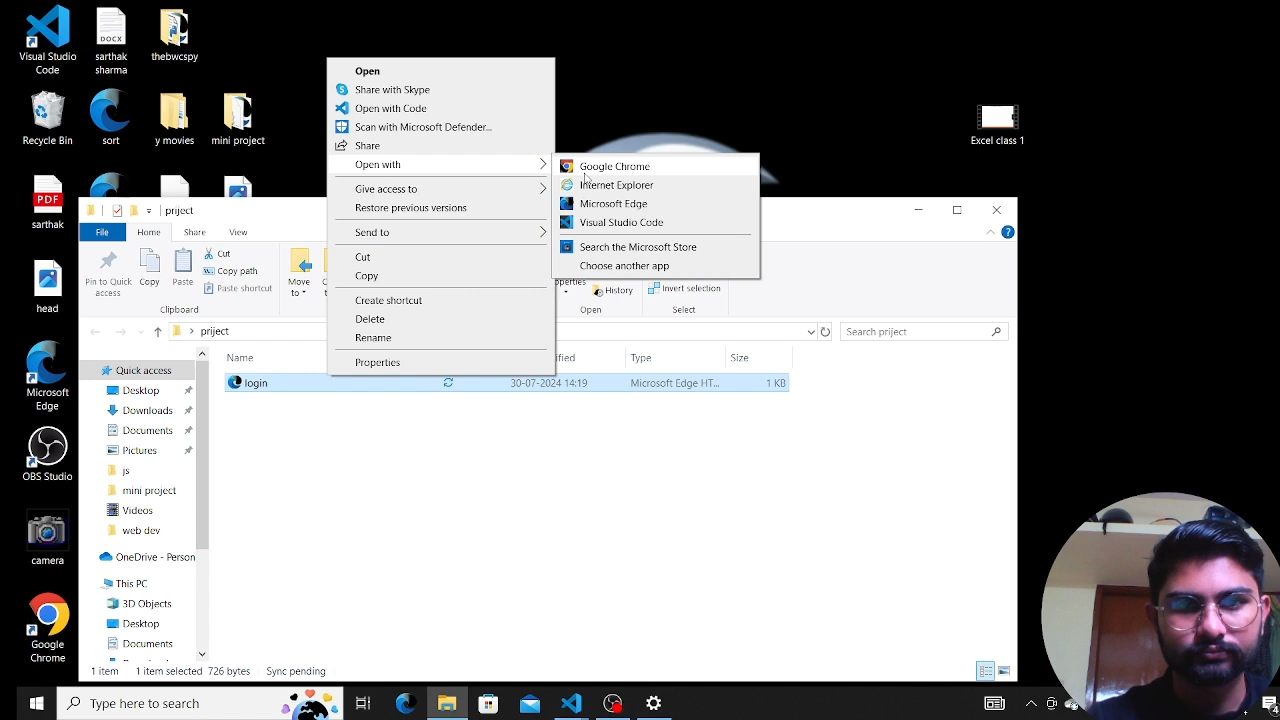 Visual Studio
Code
DOCX
sarthak
sharma
thebwcspy
Recycle Bin
sort
y movies
mini project
Excel class 1
PDF
sarthak
head
Microsoft
Edge
OBS Studio
camera
Google
Chrome
Open
Share with Skype
Open with Code
Scan with Microsoft Defender...
Share
Open with
Give access to
Restore previous versions
Send to
Cut
Copy
Create shortcut
Delete
Rename
Properties
Google Chrome
Internet Explorer
Microsoft Edge
Visual Studio Code
Search the Microsoft Store
Choose another app
priject
File
Home
Share
View
Pin to Quick
access
Copy
Paste
Cut
Copy path
Paste shortcut
Clipboard
Move
to
History
Open
Invert selection
Select
priject
Search priject
Name
Type
Size
login
30-07-2024 14:19
Microsoft Edge HT...
1 KB
Quick access
Desktop
Downloads
Documents
Pictures
js
mini project
Videos
web dev
OneDrive - Person
This PC
3D Objects
Desktop
Documents
1 item
1 item selected 726 bytes
Sync pending
Type here to search